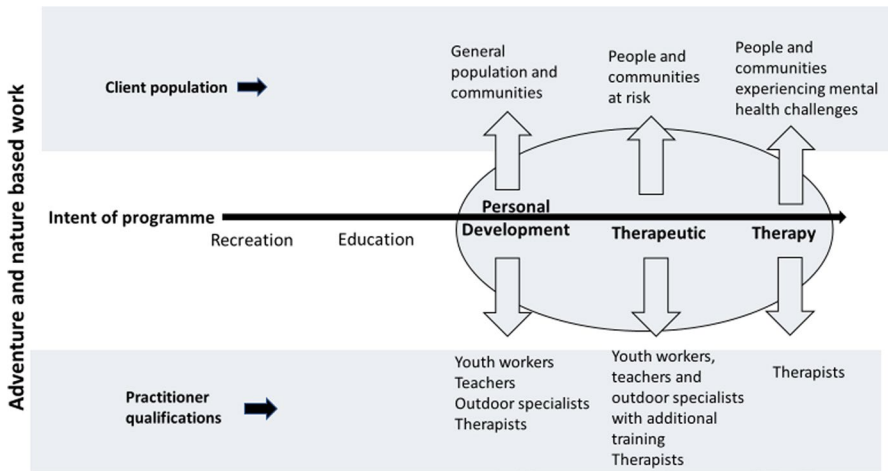 Adventure and nature based work
Client population
General
population and
communities
People and
communities
at risk
People and
communities
experiencing mental
health challenges
Intent of programme
Recreation
Education
Personal
Development
Therapeutic
Therapy
Practitioner
qualifications
Youth workers
Teachers
Outdoor specialists
Therapists
Youth workers,
teachers and
outdoor specialists
with additional
training
Therapists
Therapists